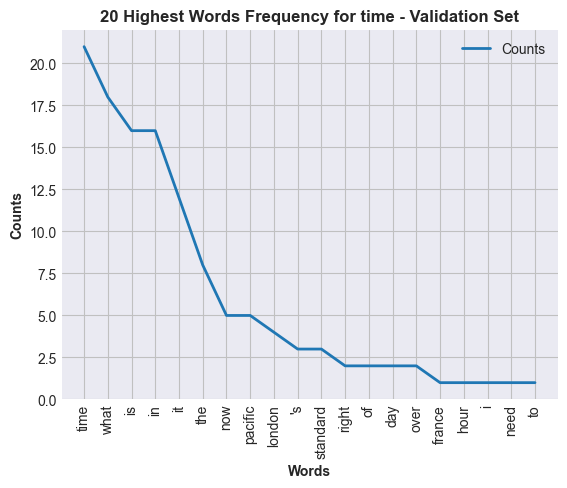 20 Highest Words Frequency for time - Validation Set
Counts
20.0
17.5
15.0
12.5
10.0
7.5
5.0
2.5
0.0
Counts
time
what
is
in
it
the
now
pacific
london
's
standard
right
of
day
over
france
hour
i
need
to
Words